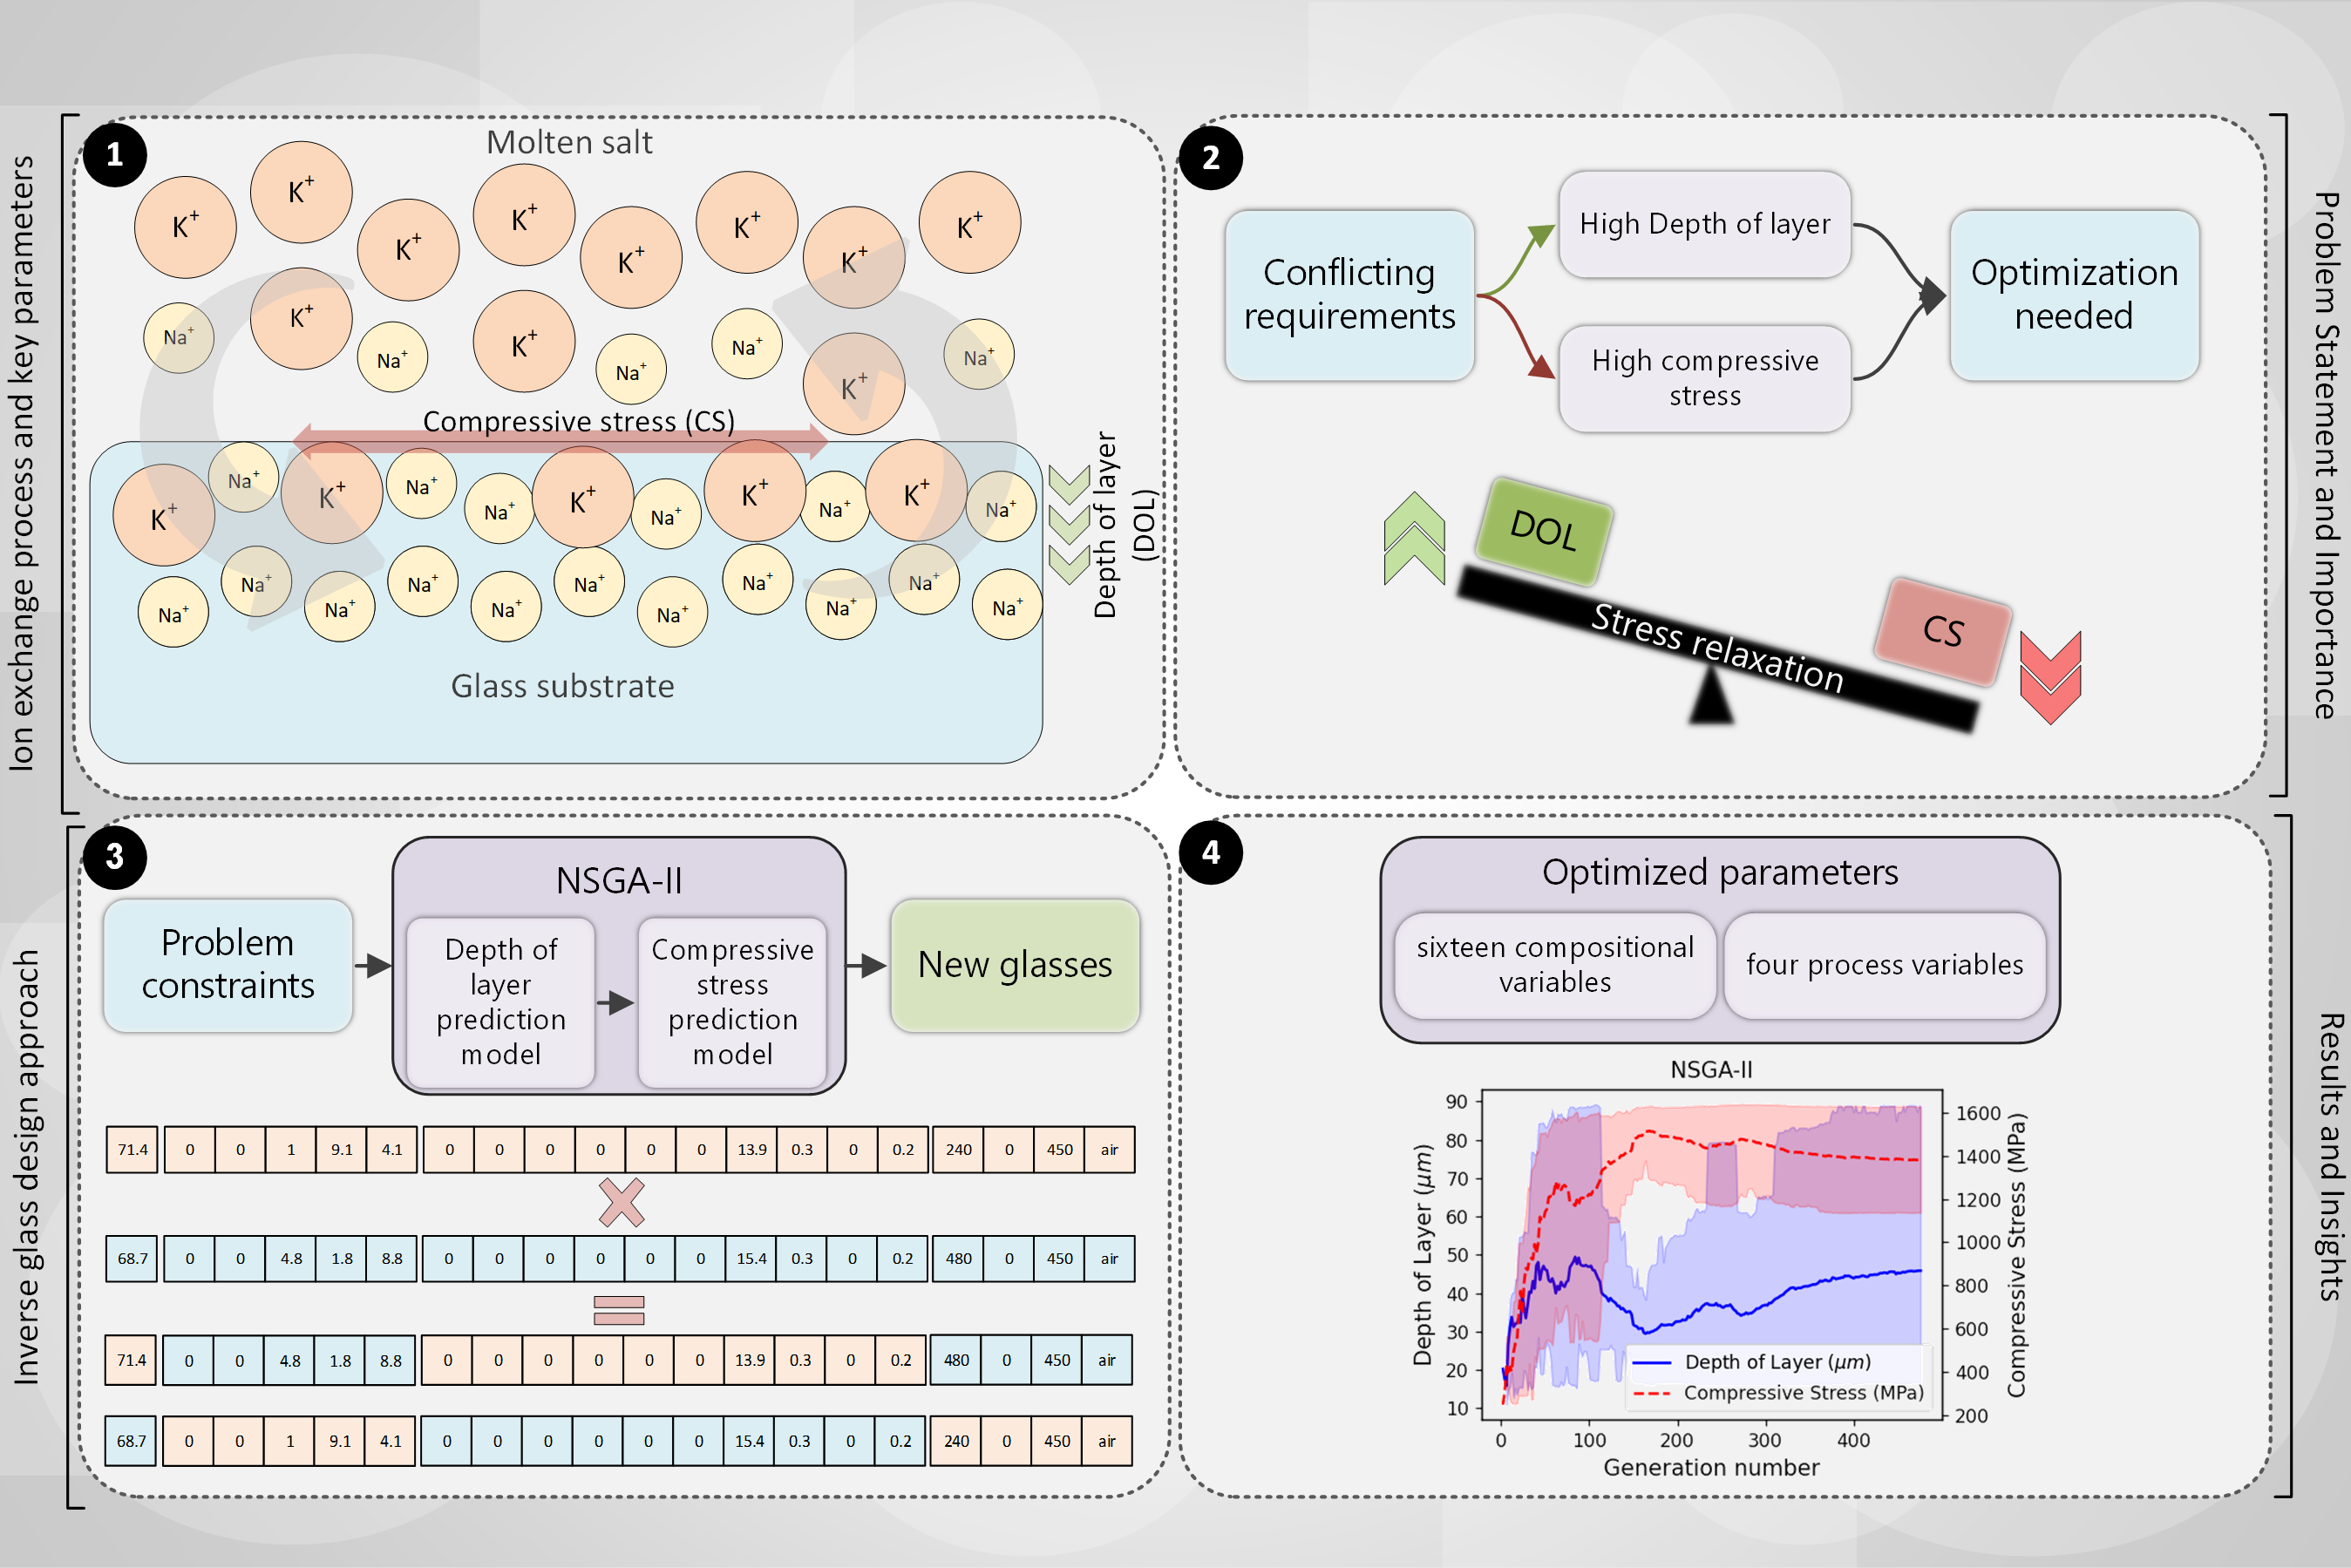 Ion exchange process and key parameters
1
Molten salt
K+
K+
K+
K+
K+
K+
K+
K+
Na+
K+
Na+
K+
Na+
Na+
K+
Na+
Compressive stress (CS)
K+
Na+
K+
Na+
Na+
K+
Na+
K+
Na+
K+
Na+
Na+
Na+
Na+
Na+
Na+
Na+
Na+
Na+
Na+
Na+
Na+
Glass substrate
Depth of layer
(DOL)
2
Conflicting
requirements
High Depth of layer
High compressive
stress
Optimization
needed
DOL
CS
Stress relaxation
Problem Statement and Importance
Inverse glass design approach
3
Problem
constraints
NSGA-II
Depth of
layer
prediction
model
Compressive
stress
prediction
model
New glasses
71.4 0 0 1 9.1 4.1 0 0 0 0 0 0 13.9 0.3 0 0.2 240 0 450 air
68.7 0 0 4.8 1.8 8.8 0 0 0 0 0 0 15.4 0.3 0 0.2 480 0 450 air
71.4 0 0 4.8 1.8 8.8 0 0 0 0 0 0 13.9 0.3 0 0.2 480 0 450 air
68.7 0 0 1 9.1 4.1 0 0 0 0 0 0 15.4 0.3 0 0.2 240 0 450 air
4
Optimized parameters
sixteen compositional
variables
four process variables
NSGA-II
Depth of Layer (μm)
90
80
70
60
50
40
30
20
10
1600
1400
1200
1000
800
600
400
200
Compressive Stress (MPa)
Depth of Layer (μm)
Compressive Stress (MPa)
0 100 200 300 400
Generation number
Results and Insights